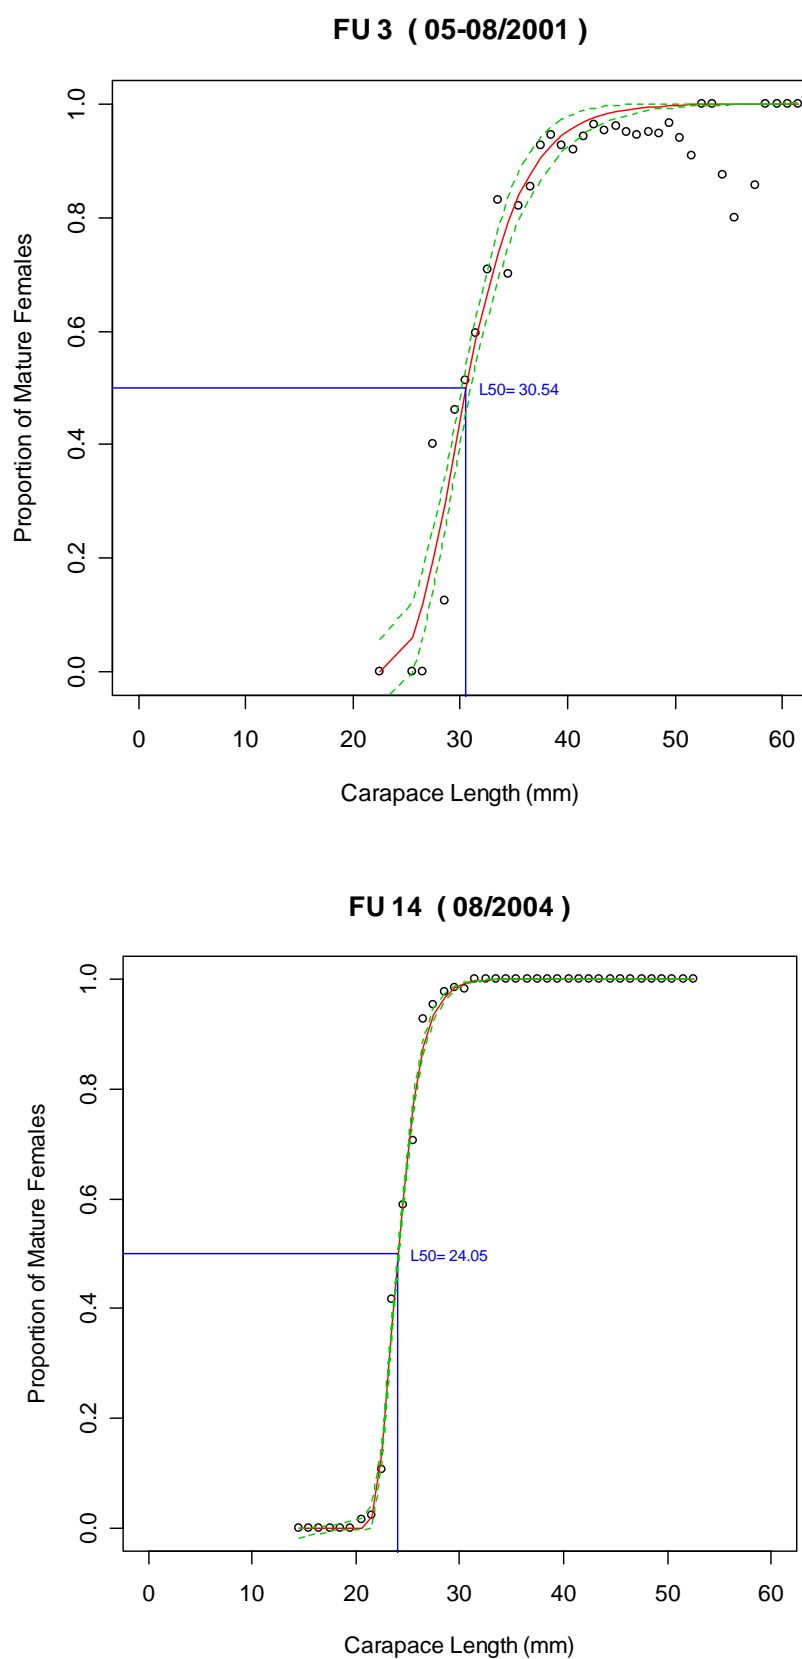 FU 3 ( 05-08/2001 )
Proportion of Mature Females
1.0
0.8
0.6
0.4
0.2
0.0
L50= 30.54
0 10 20 30 40 50 60
Carapace Length (mm)
FU 14 ( 08/2004 )
Proportion of Mature Females
1.0
0.8
0.6
0.4
0.2
0.0
L50= 24.05
0 10 20 30 40 50 60
Carapace Length (mm)